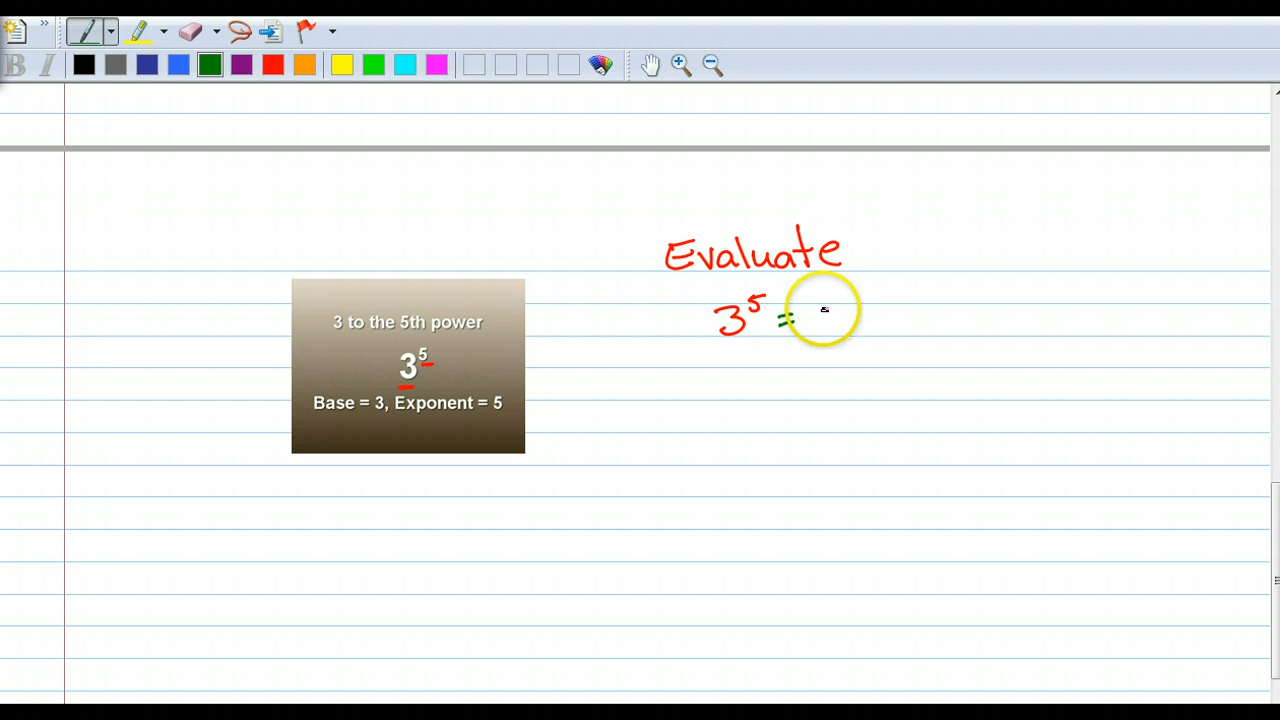 B I
3 to the 5th power
3⁵
Base = 3, Exponent = 5
Evaluate
3⁵ =